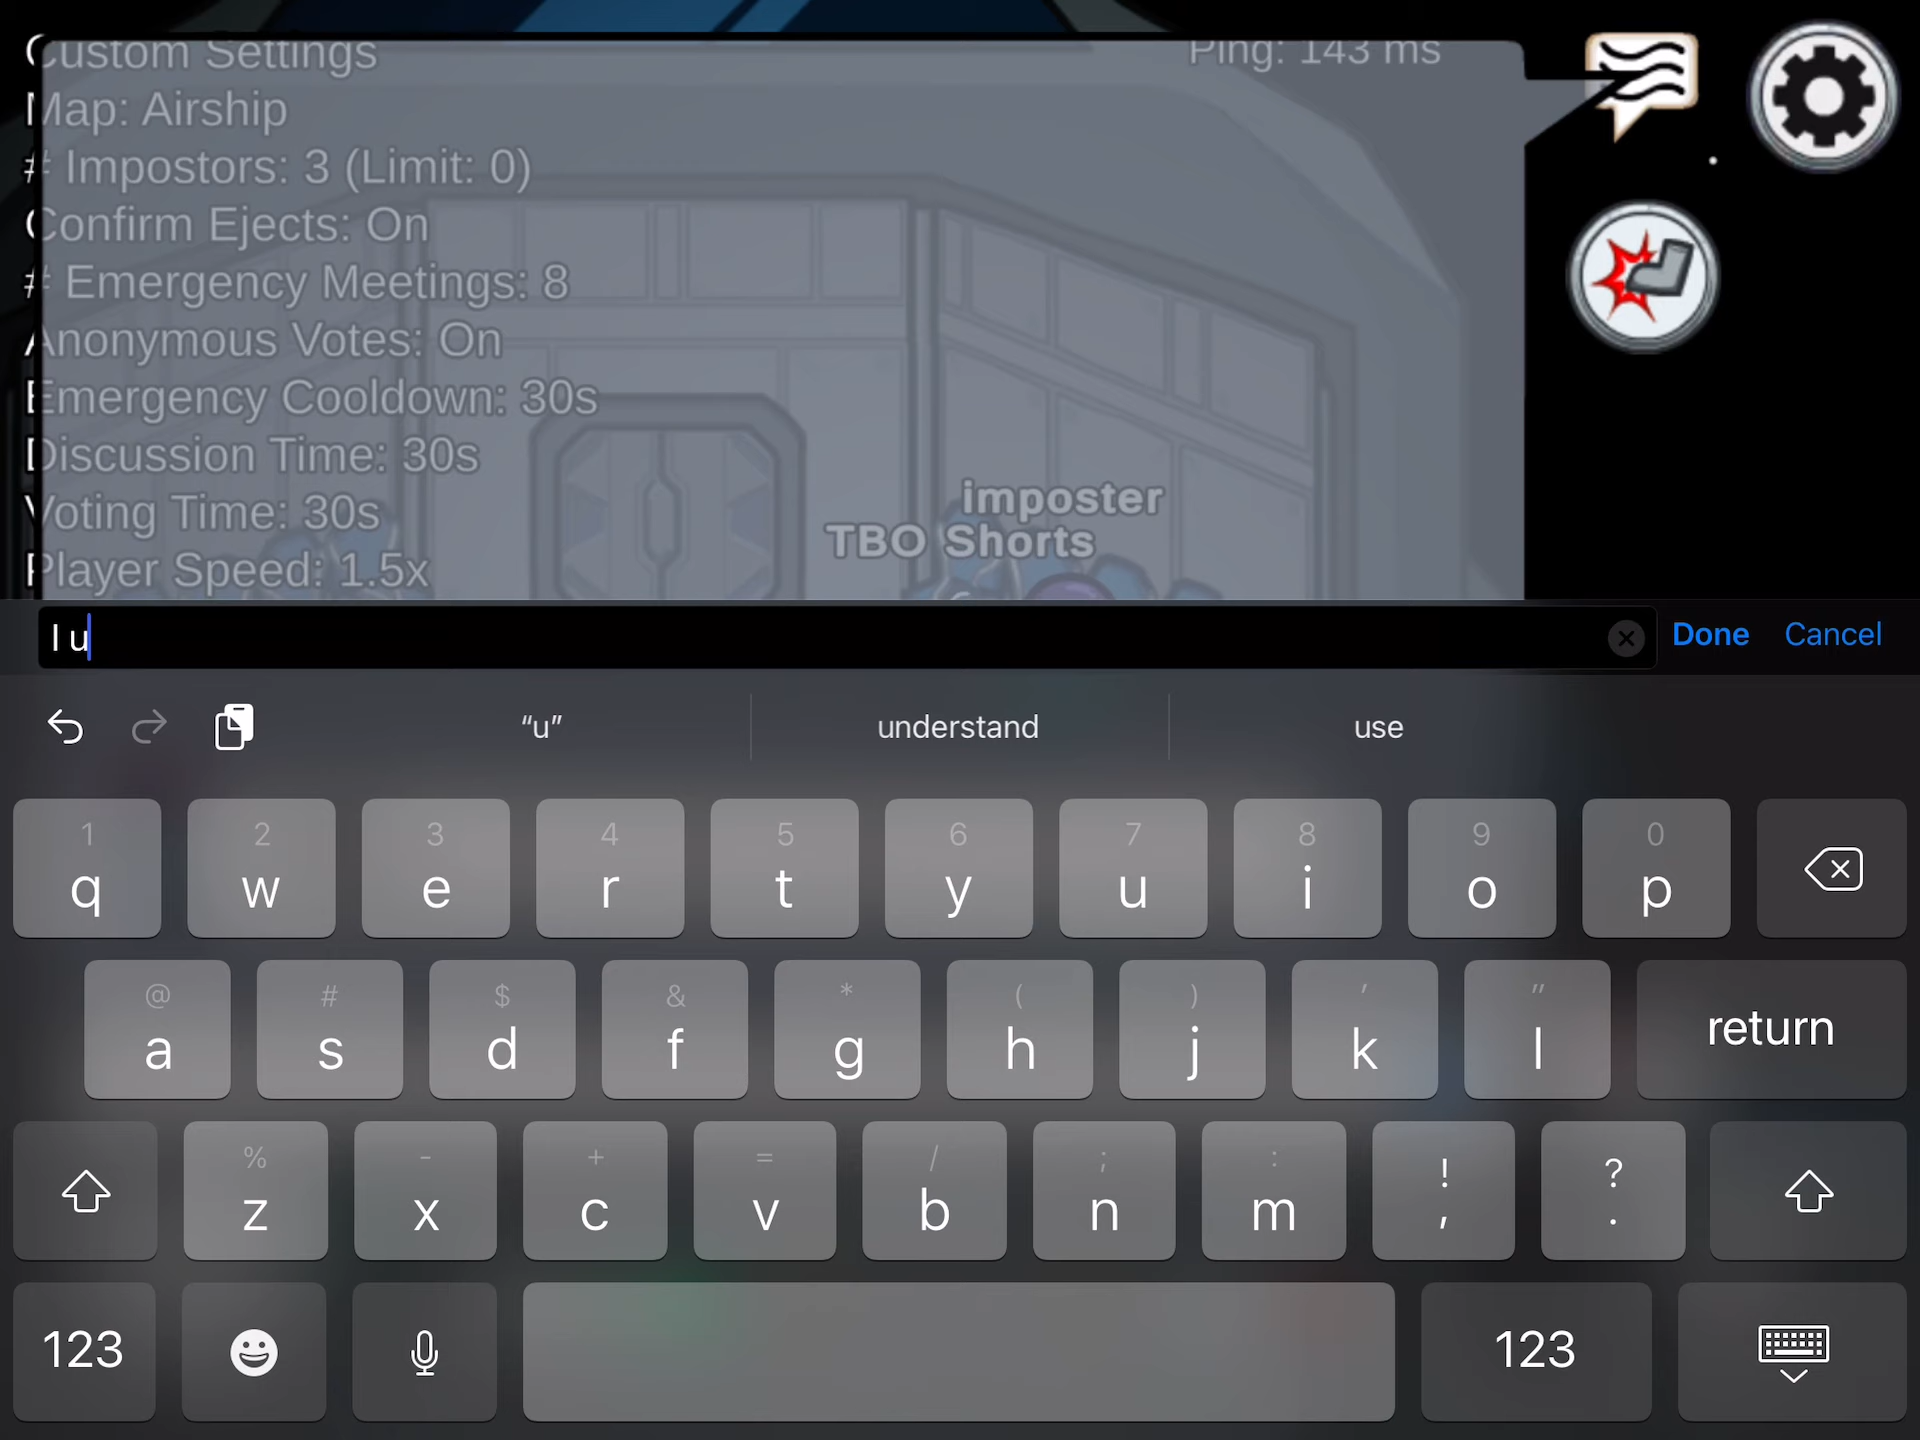 Custom Settings
Ping: 143 ms
Map: Airship
# Impostors: 3 (Limit: 0)
Confirm Ejects: On
# Emergency Meetings: 8
Anonymous Votes: On
Emergency Cooldown: 30s
Discussion Time: 30s
Voting Time: 30s
Player Speed: 1.5x
imposter
TBO Shorts
I u
Done
Cancel
“u”
understand
use
1 2 3 4 5 6 7 8 9 0
q w e r t y u i o p
@ # $ & * ( ) ' "
a s d f g h j k l
return
% - + = / ; : ! ?
z x c v b n m , .
123
123